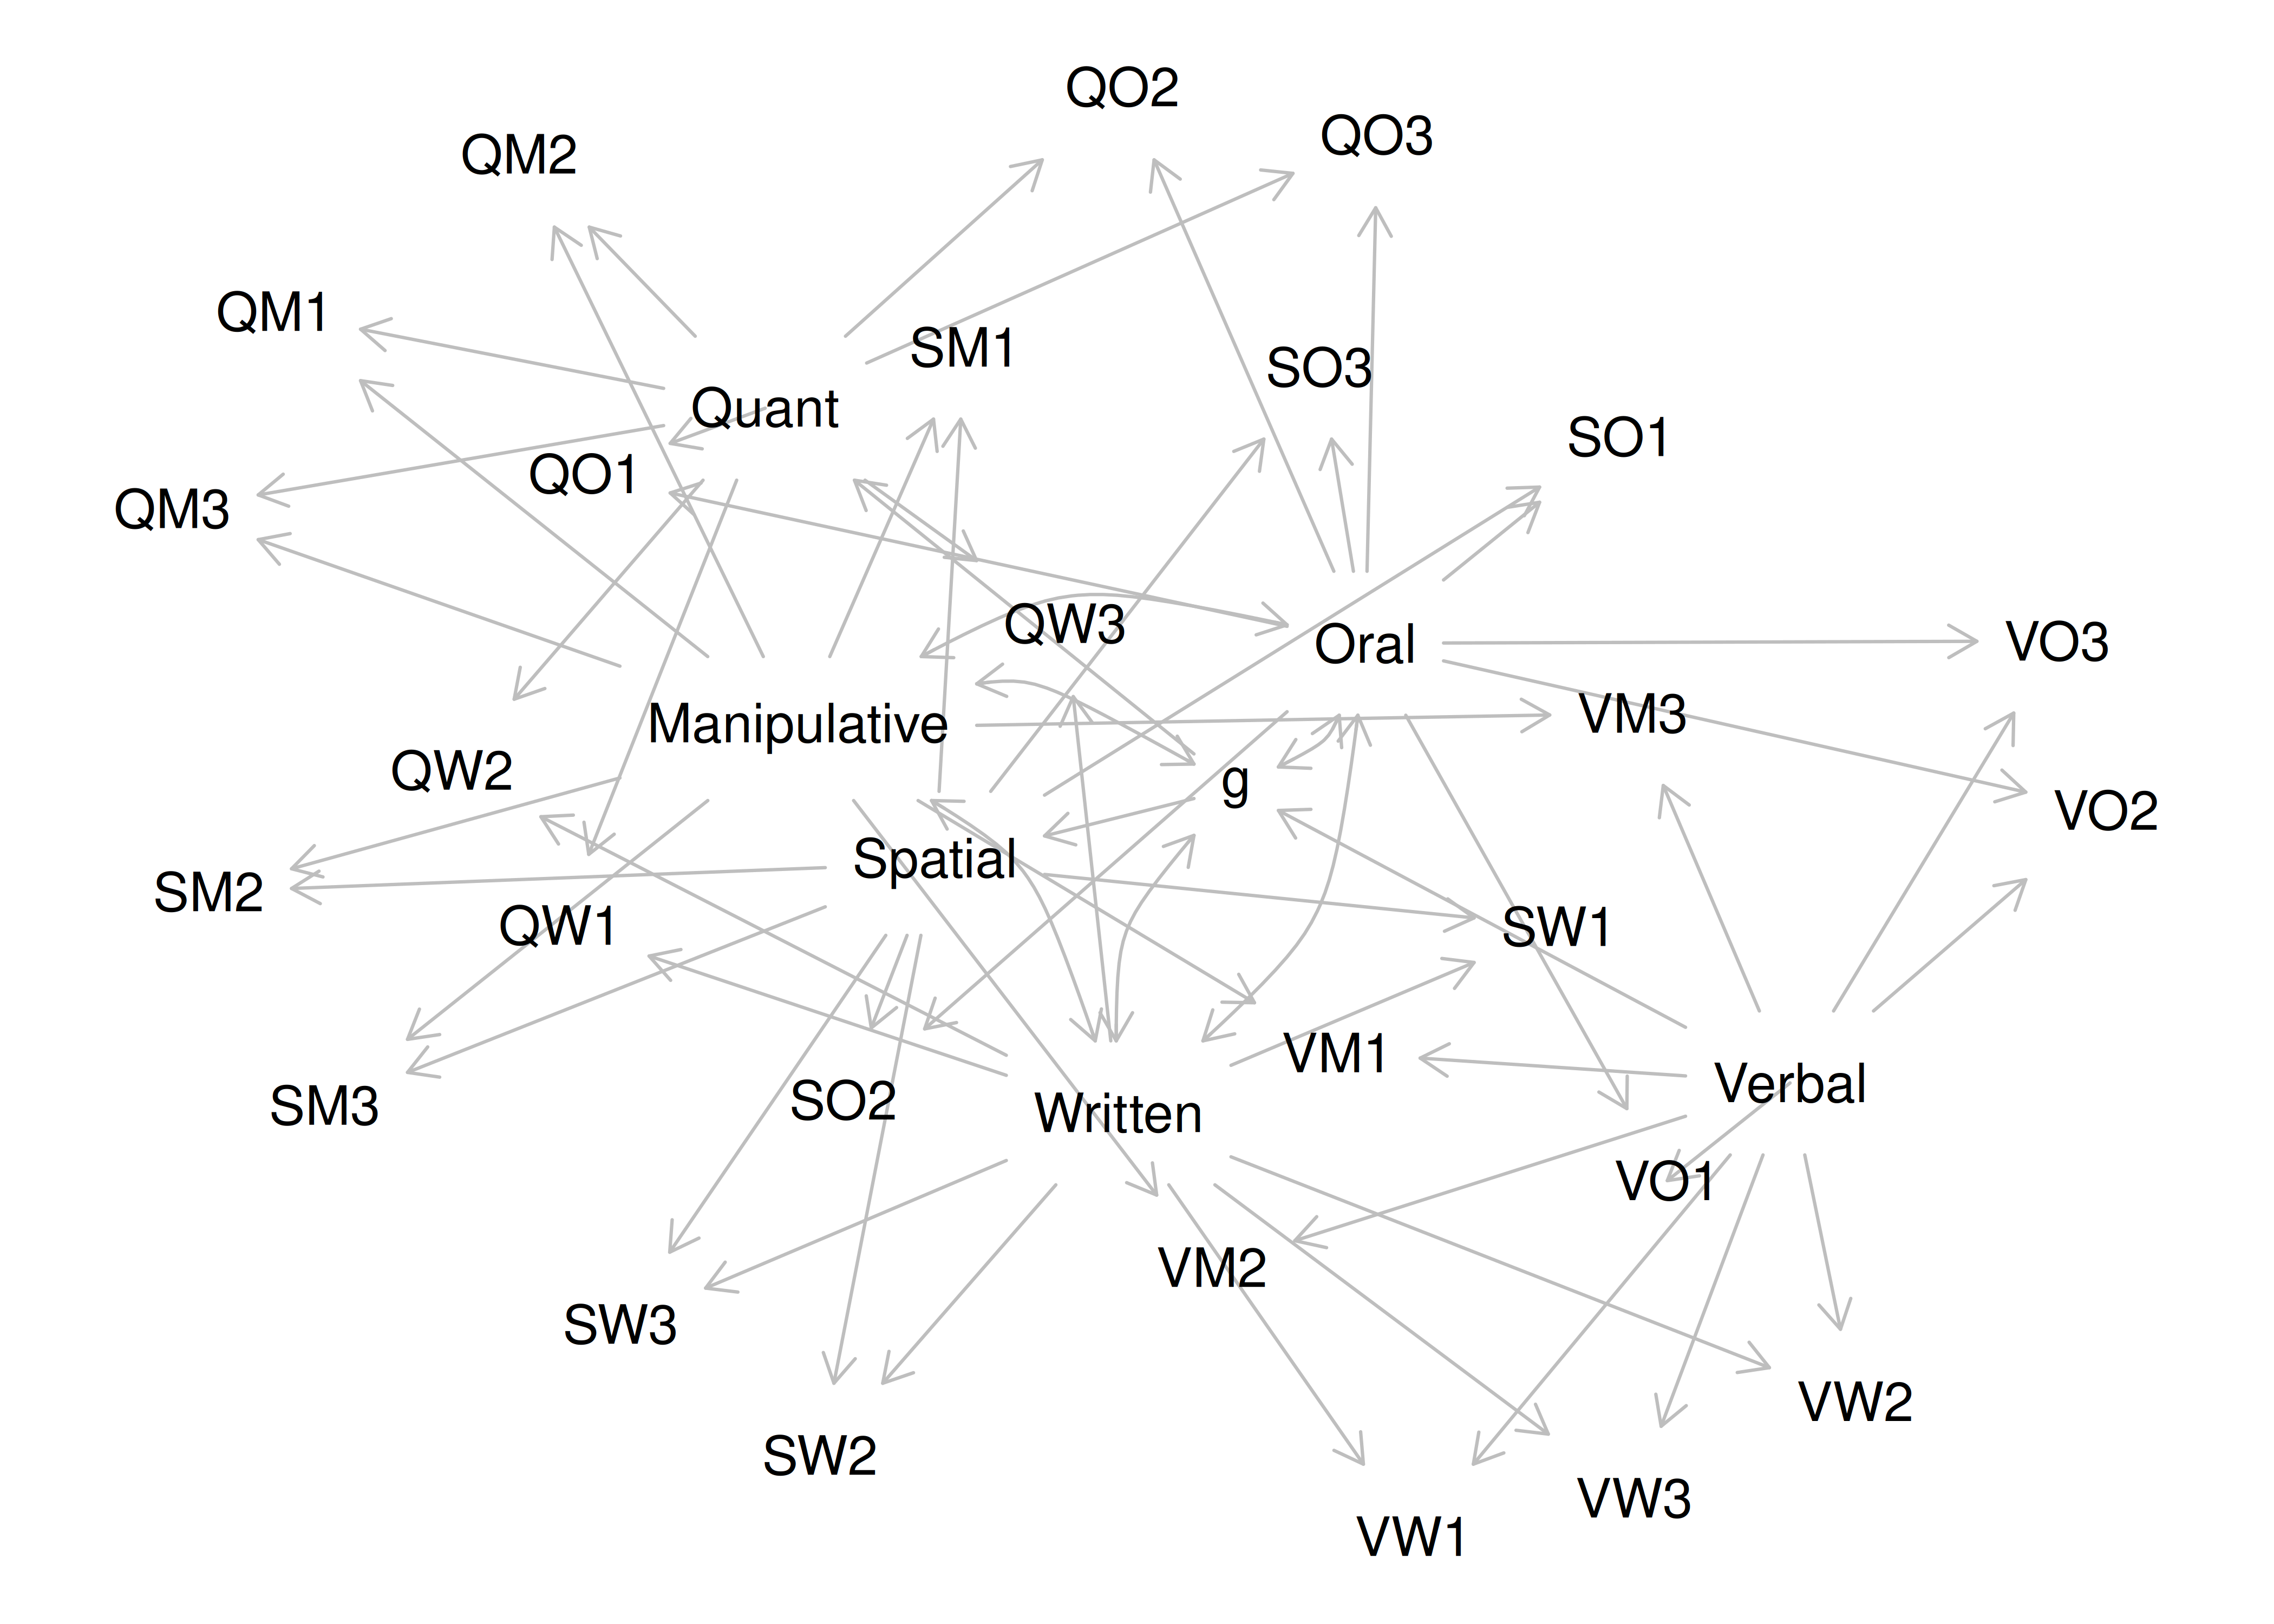 QO2
QO3
QM2
QM1
SM1
SO3
Quant
SO1
QO1
QM3
QW3
Oral
VO3
VM3
Manipulative
QW2
g
VO2
Spatial
SM2
QW1
SW1
VM1
Verbal
SO2
SM3
Written
VO1
VM2
SW3
VW2
SW2
VW3
VW1